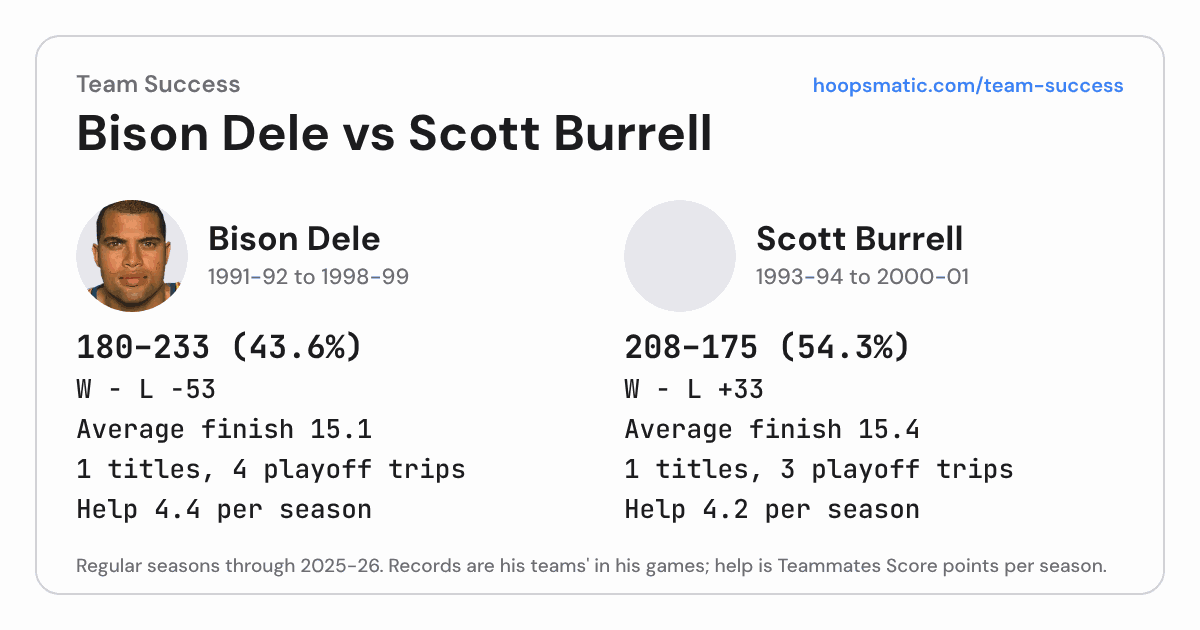 Team Success
hoopsmatic.com/team-success
Bison Dele vs Scott Burrell
Bison Dele
1991-92 to 1998-99
180-233 (43.6%)
W - L -53
Average finish 15.1
1 titles, 4 playoff trips
Help 4.4 per season
Scott Burrell
1993-94 to 2000-01
208-175 (54.3%)
W - L +33
Average finish 15.4
1 titles, 3 playoff trips
Help 4.2 per season
Regular seasons through 2025-26. Records are his teams' in his games; help is Teammates Score points per season.